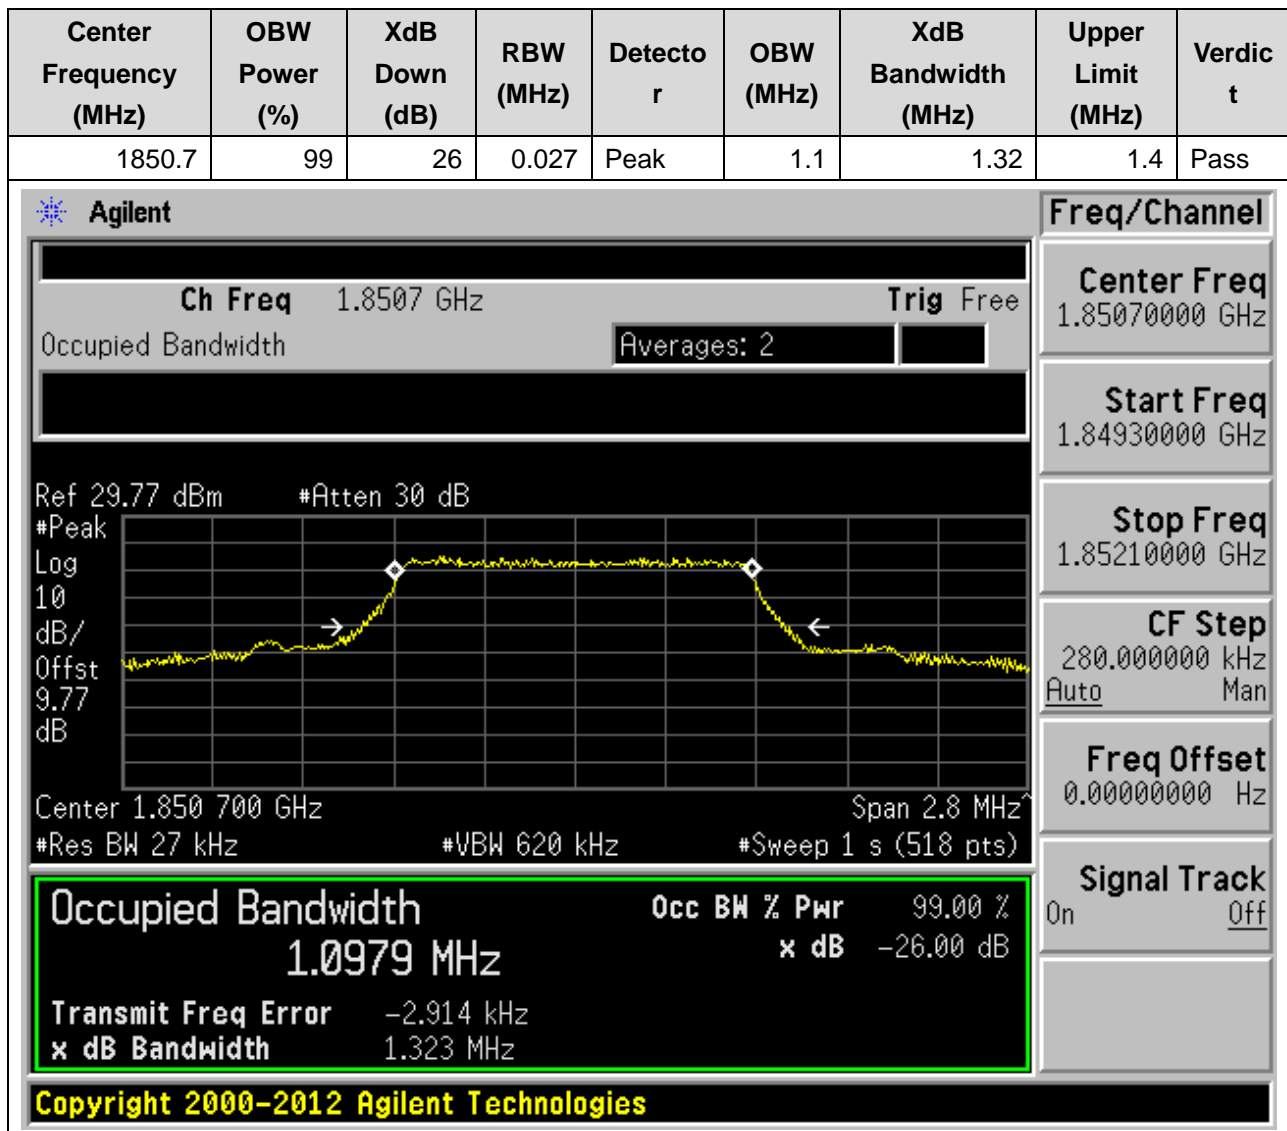 Center Frequency (MHz) OBW Power (%) XdB Down (dB) RBW (MHz) Detecto r OBW (MHz) XdB Bandwidth (MHz) Upper Limit (MHz) Verdic t
1850.7 99 26 0.027 Peak 1.1 1.32 1.4 Pass
Agilent
Freq/Channel
Ch Freq 1.8507 GHz Trig Free
Occupied Bandwidth Averages: 2
Ref 29.77 dBm #Atten 30 dB
#Peak
Log
10
dB/
Offst
9.77
dB
Center 1.850 700 GHz Span 2.8 MHz^
#Res BW 27 kHz #VBW 620 kHz #Sweep 1 s (518 pts)
Occupied Bandwidth
1.0979 MHz
Occ BW % Pwr 99.00 %
x dB -26.00 dB
Transmit Freq Error -2.914 kHz
x dB Bandwidth 1.323 MHz
Center Freq
1.85070000 GHz
Start Freq
1.84930000 GHz
Stop Freq
1.85210000 GHz
CF Step
280.000000 kHz
Auto Man
Freq Offset
0.00000000 Hz
Signal Track
On Off
Copyright 2000-2012 Agilent Technologies